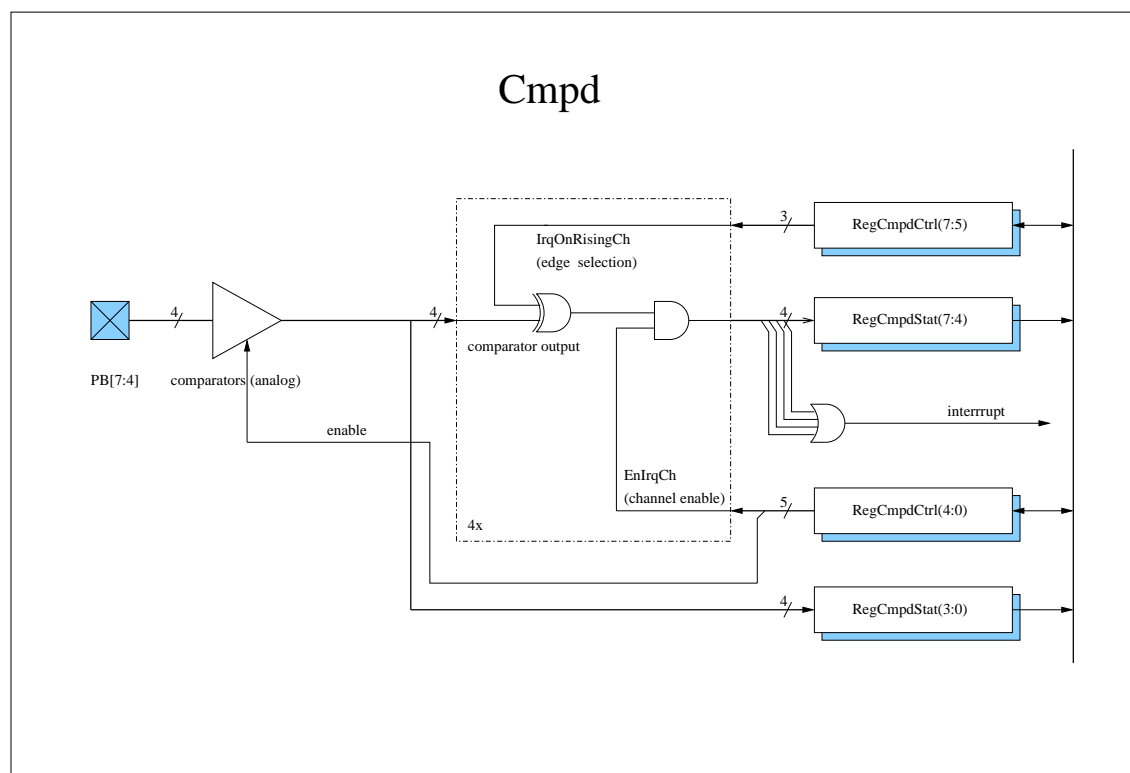 Cmpd
3
RegCmpdCtrl(7:5)
IrqOnRisingCh
(edge selection)
4
4
4
RegCmpdStat(7:4)
comparator output
PB[7:4]
comparators (analog)
interrrupt
enable
EnIrqCh
(channel enable)
5
RegCmpdCtrl(4:0)
4x
4
RegCmpdStat(3:0)